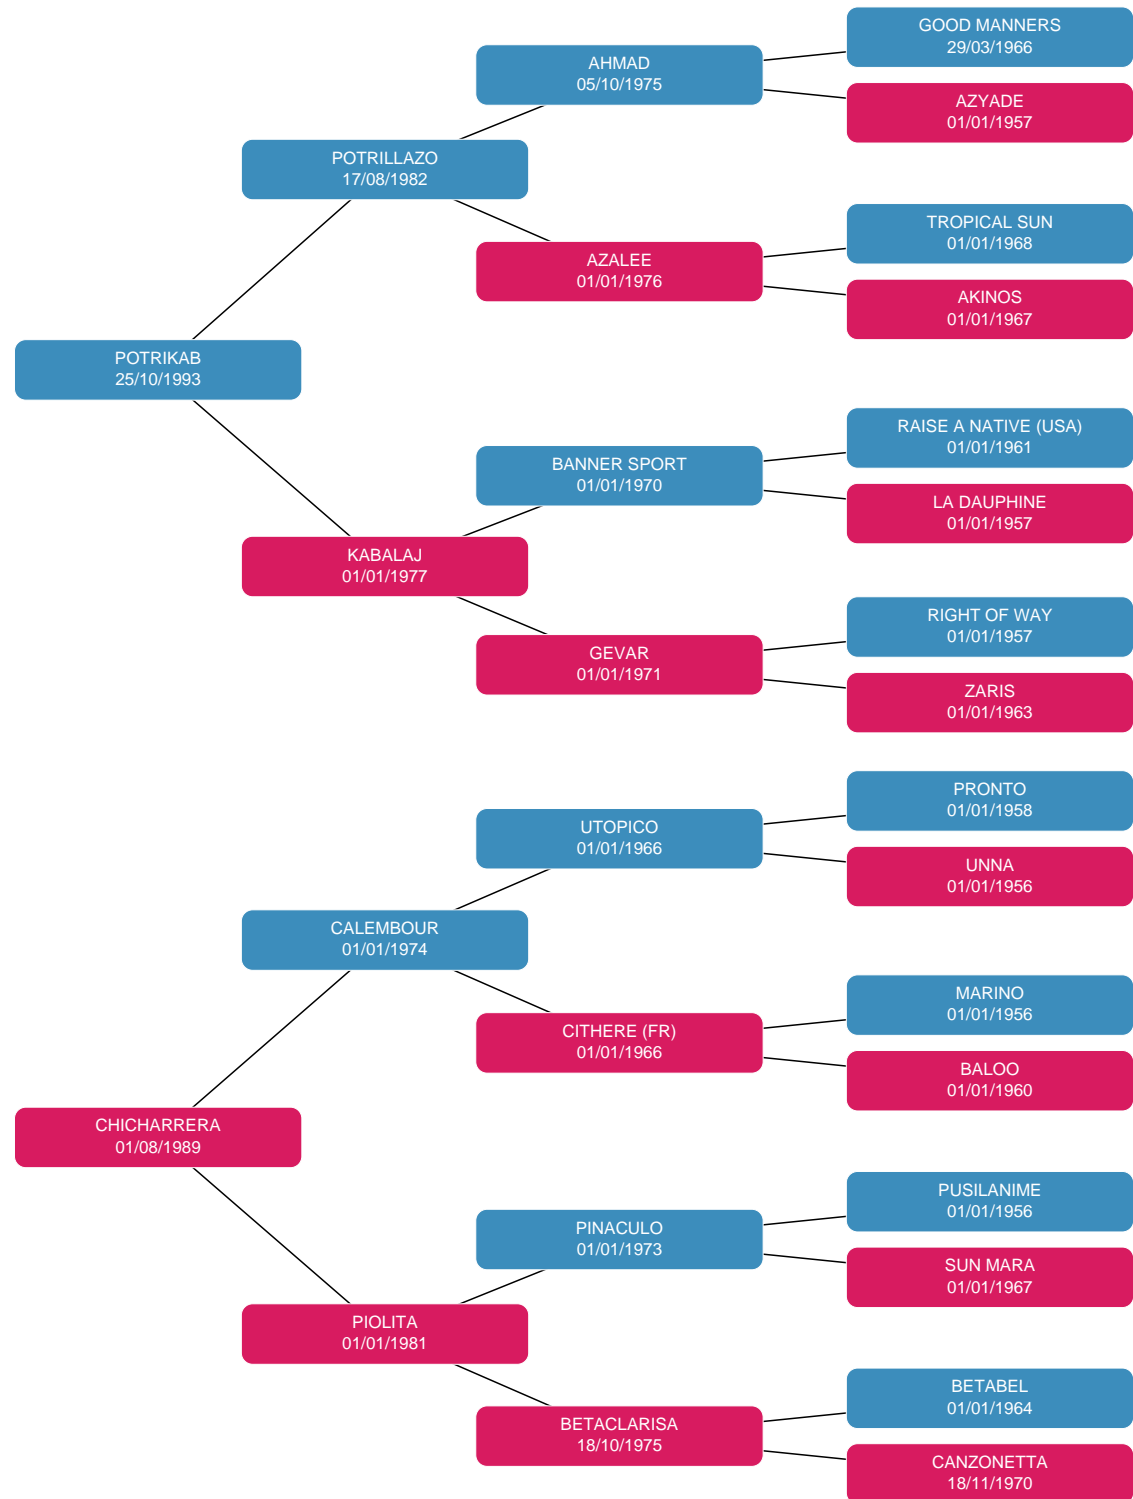 GOOD MANNERS
29/03/1966
AHMAD
05/10/1975
AZYADE
01/01/1957
POTRILLAZO
17/08/1982
TROPICAL SUN
01/01/1968
AZALEE
01/01/1976
AKINOS
01/01/1967
POTRIKAB
25/10/1993
RAISE A NATIVE (USA)
01/01/1961
BANNER SPORT
01/01/1970
LA DAUPHINE
01/01/1957
KABALAJ
01/01/1977
RIGHT OF WAY
01/01/1957
GEVAR
01/01/1971
ZARIS
01/01/1963
PRONTO
01/01/1958
UTOPICO
01/01/1966
UNNA
01/01/1956
CALEMBOUR
01/01/1974
MARINO
01/01/1956
CITHERE (FR)
01/01/1966
BALOO
01/01/1960
CHICHARRERA
01/08/1989
PUSILANIME
01/01/1956
PINACULO
01/01/1973
SUN MARA
01/01/1967
PIOLITA
01/01/1981
BETABEL
01/01/1964
BETACLARISA
18/10/1975
CANZONETTA
18/11/1970